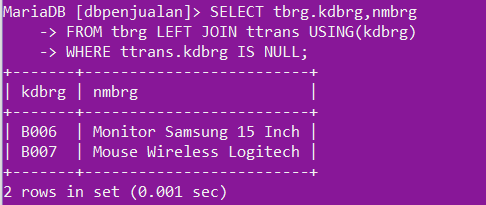 MariaDB [dbpenjualan]> SELECT tbrg.kdbrg,nmbrg
    -> FROM tbrg LEFT JOIN ttrans USING(kdbrg)
    -> WHERE ttrans.kdbrg IS NULL;
+-------+-------------------------+
| kdbrg | nmbrg                   |
+-------+-------------------------+
| B006  | Monitor Samsung 15 Inch |
| B007  | Mouse Wireless Logitech |
+-------+-------------------------+
2 rows in set (0.001 sec)